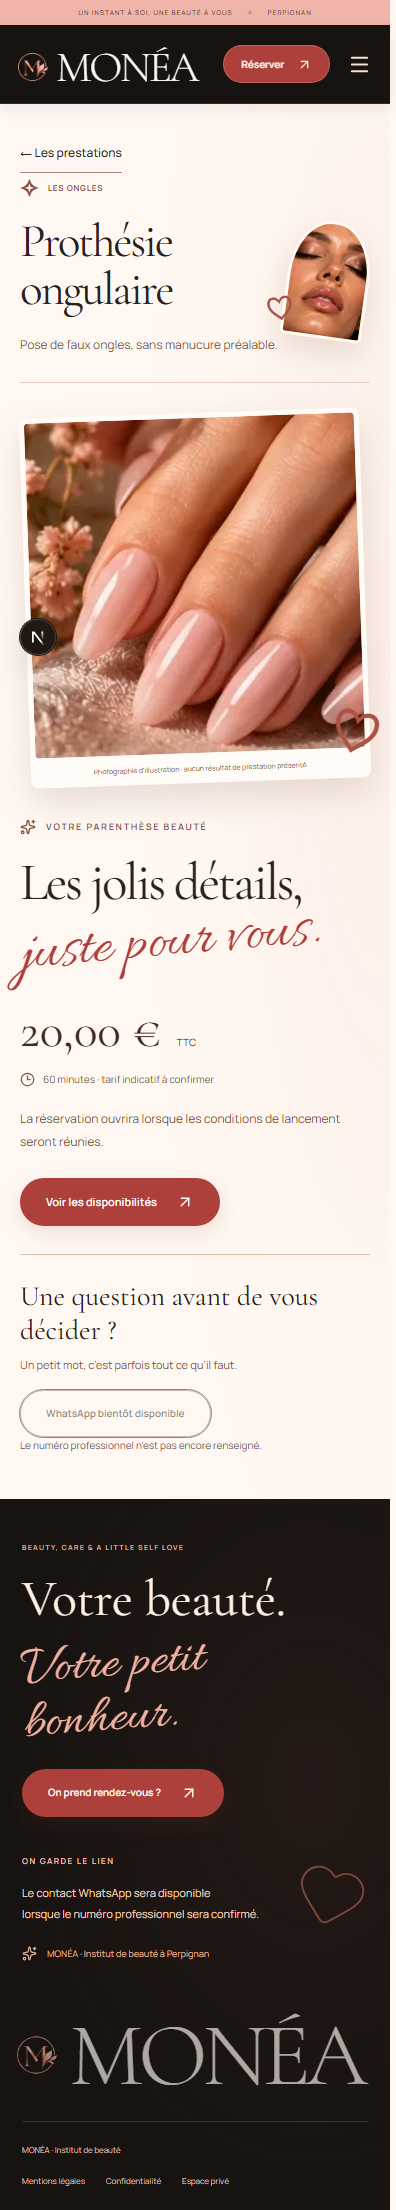 UN INSTANT À SOI, UNE BEAUTÉ À VOUS ✧ PERPIGNAN
M MONÉA
Réserver
← Les prestations
LES ONGLES
Prothésie
ongulaire
Pose de faux ongles, sans manucure préalable.
N
Photographie d'illustration · aucun résultat de prestation présenté.
VOTRE PARENTHÈSE BEAUTÉ
Les jolis détails,
juste pour vous.
20,00 € TTC
60 minutes · tarif indicatif à confirmer
La réservation ouvrira lorsque les conditions de lancement
seront réunies.
Voir les disponibilités
Une question avant de vous
décider ?
Un petit mot, c'est parfois tout ce qu'il faut.
WhatsApp bientôt disponible
Le numéro professionnel n'est pas encore renseigné.
BEAUTY, CARE & A LITTLE SELF LOVE
Votre beauté.
Votre petit
bonheur.
On prend rendez-vous ?
ON GARDE LE LIEN
Le contact WhatsApp sera disponible
lorsque le numéro professionnel sera confirmé.
MONÉA · Institut de beauté à Perpignan
M MONÉA
MONÉA · Institut de beauté
Mentions légales Confidentialité Espace privé